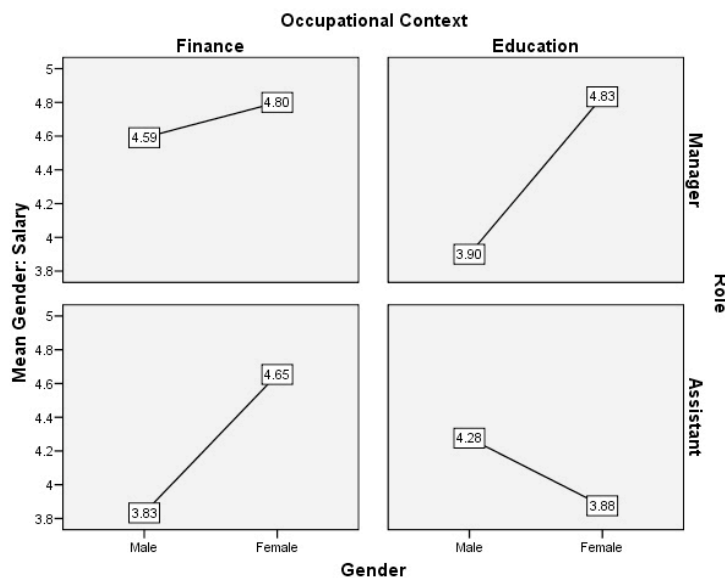 Occupational Context
Finance
Education
5
4.8
4.6
4.4
4.2
4
3.8
4.59
4.80
3.90
4.83
Manager
5
4.8
4.6
4.4
4.2
4
3.8
3.83
4.65
4.28
3.88
Assistant
Role
Mean Gender: Salary
Male
Female
Male
Female
Gender